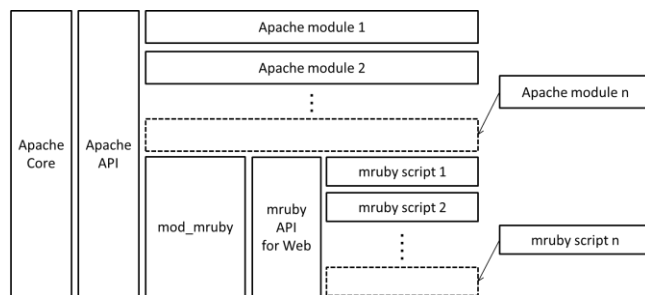 Apache module 1
Apache module 2
Apache module n
Apache
Core
Apache
API
mruby script 1
mruby script 2
mod_mruby
mruby
API
for Web
mruby script n